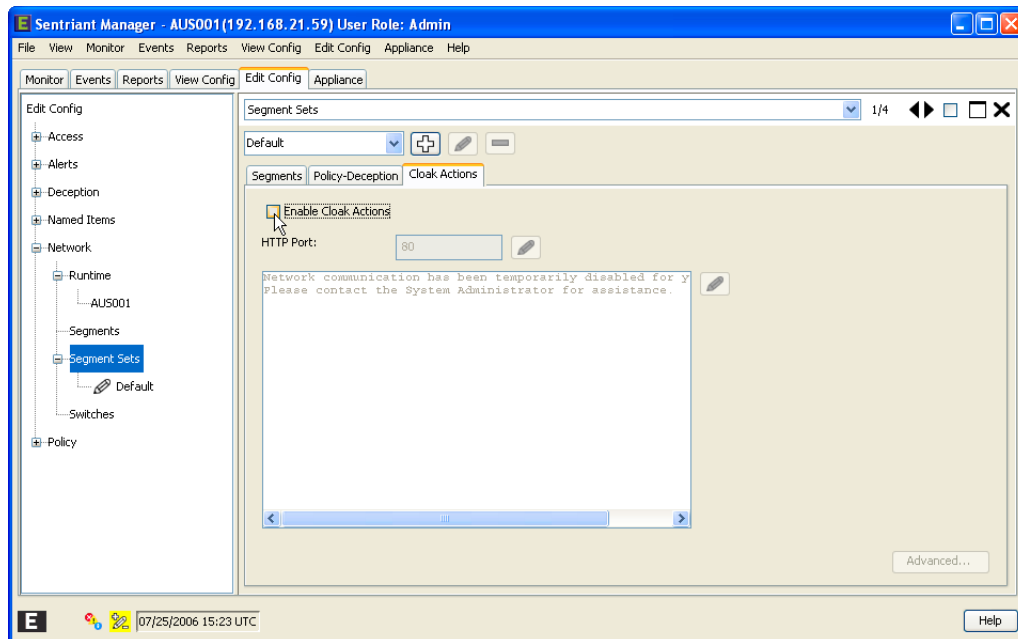 Sentriant Manager - AUS001(192.168.21.59) User Role: Admin
File View Monitor Events Reports View Config Edit Config Appliance Help
Monitor Events Reports View Config Edit Config Appliance
Edit Config
Access
Alerts
Deception
Named Items
Network
Runtime
AUS001
Segments
Segment Sets
Default
Switches
Policy
Segment Sets 1/4
Default
Segments Policy-Deception Cloak Actions
Enable Cloak Actions
HTTP Port: 80
Network communication has been temporarily disabled for y
Please contact the System Administrator for assistance.
Advanced...
E 07/25/2006 15:23 UTC Help